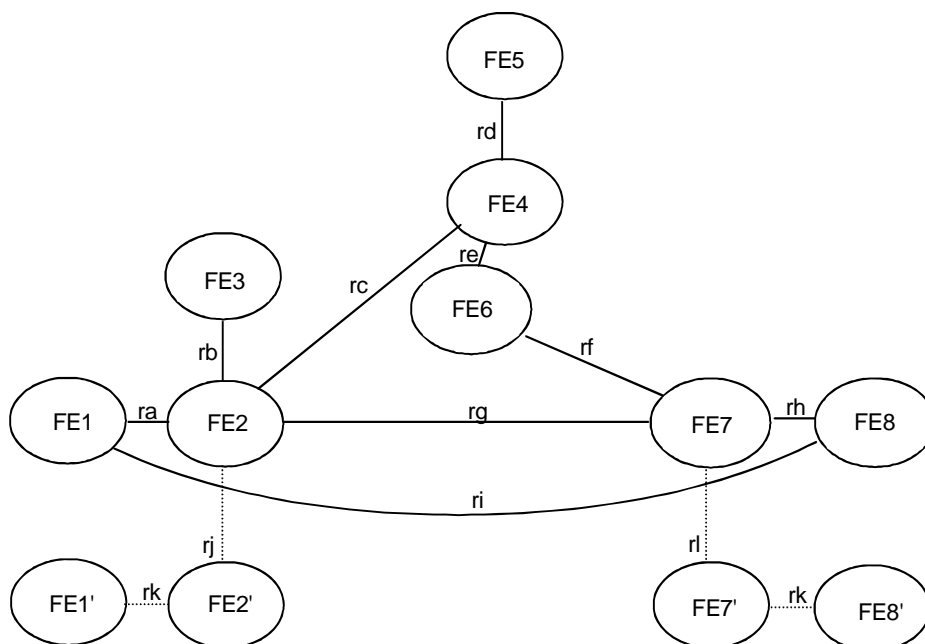 FE5
rd
FE4
re
rc
FE3
FE6
rb
rf
FE1
ra
FE2
rg
FE7
rh
FE8
ri
rj
rl
FE1'
rk
FE2'
FE7'
rk
FE8'